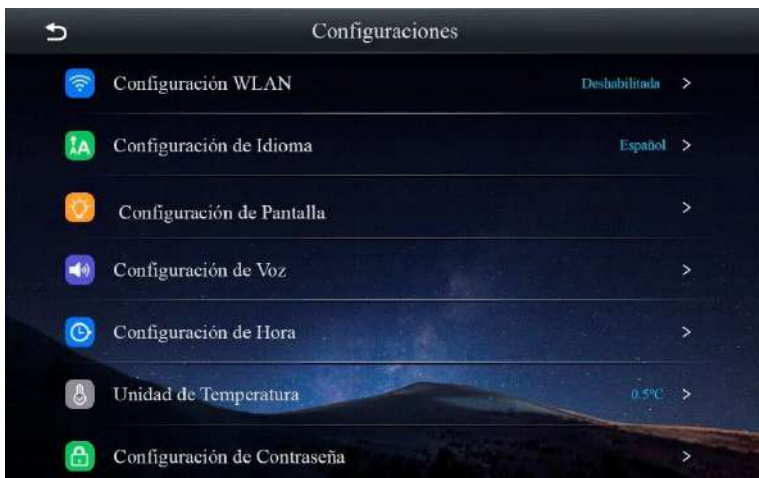 Configuraciones
Configuración WLAN Deshabilitada >
Configuración de Idioma Español >
Configuración de Pantalla >
Configuración de Voz >
Configuración de Hora >
Unidad de Temperatura 0.5°C >
Configuración de Contraseña >